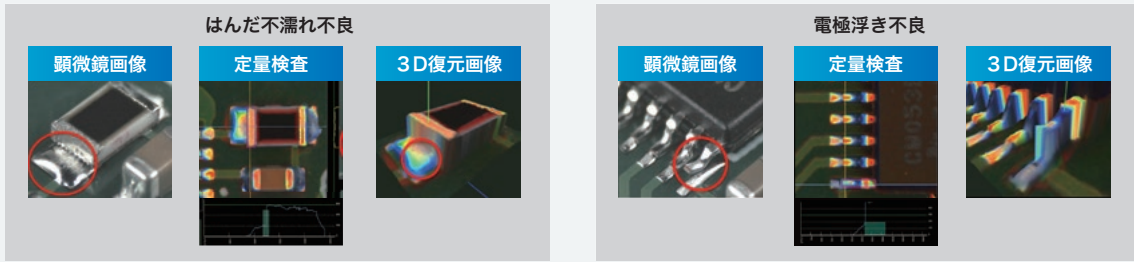 はんだ不濡れ不良
顕微鏡画像
定量検査
3D復元画像
電極浮き不良
顕微鏡画像
定量検査
3D復元画像